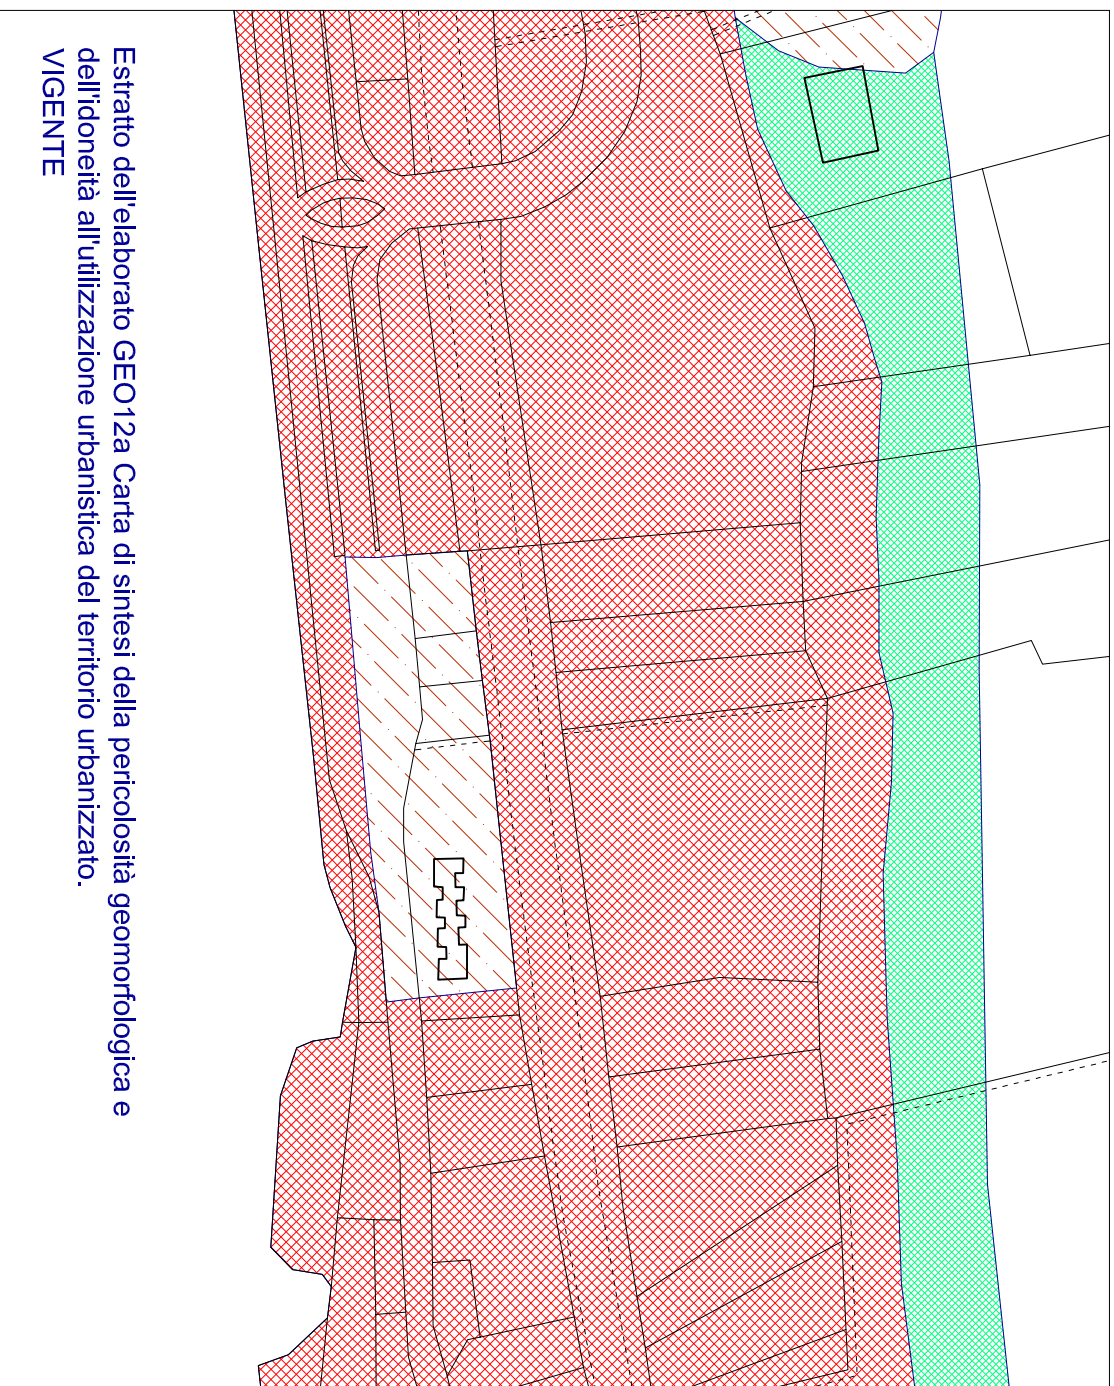 Estratto dell'elaborato GEO12a Carta di sintesi della pericolosità geomorfologica e
dell'idoneità all'utilizzazione urbanistica del territorio urbanizzato.
VIGENTE